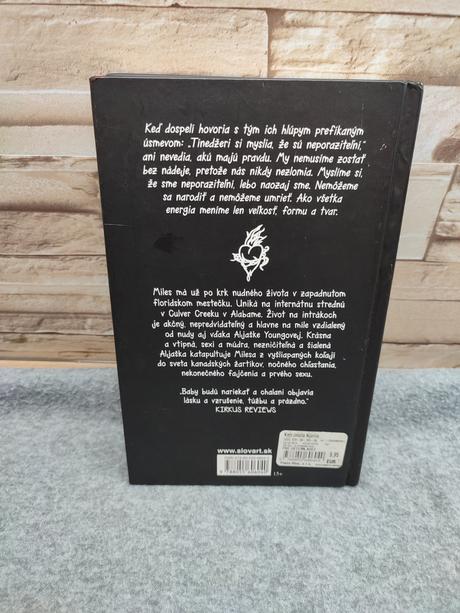 Keď dospelí hovoria s tým ich hlúpym prefíkaným
úsmevom: „Tínedžeri si myslia, že sú neporaziteľní,“
ani nevedia, akú majú pravdu. My nemusíme zostať
bez nádeje, pretože nás nikdy nezlomia. Myslíme si,
že sme neporaziteľní, lebo naozaj sme. Nemôžeme
sa narodiť a nemôžeme umrieť. Ako všetka
energia meníme len veľkosť, formu a tvar.
Miles má už po krk nudného života v zapadnutom
floridskom mestečku. Uniká na internátnu strednú
v Culver Creeku v Alabame. Život na intrákoch
je akčný, nepredvídateľný a hlavne na míle vzdialený
od nudy aj vďaka Aljaške Youngovej. Krásna
a vtipná, sexi a múdra, nezničiteľná a šialená
Aljaška katapultuje Milesa z vyšliapaných koľají
do sveta kanadských žartíkov, nočného chľastania,
nekonečného fajčenia a prvého sexu.
„Baby budú nariekať a chalani objavia
lásku a vzrušenie, túžbu a prázdno.“
KIRKUS REVIEWS
www.slovart.sk
15+
9,95
EUR